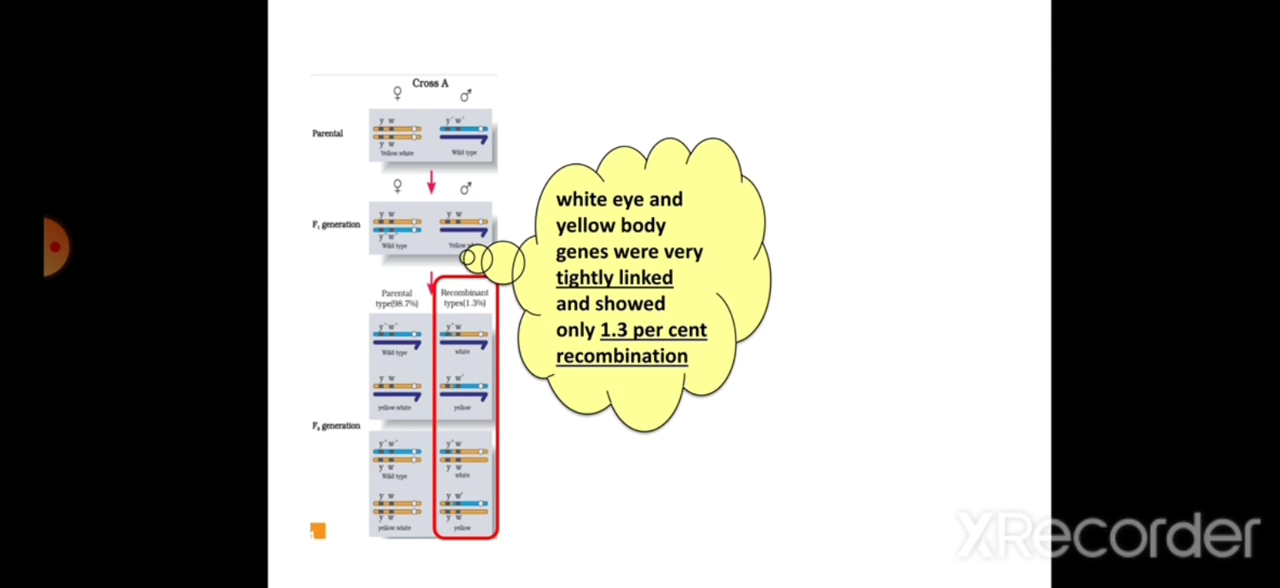 Cross A
♀ ♂
y w y⁺ w⁺
Parental
y w
Yellow white Wild type
♀ ♂
y w y w
F₁ generation
y⁺ w⁺
Wild type
Parental type(98.7%)
Recombinant types(1.3%)
y⁺ w⁺ y⁺ w
Wild type white
y w y w⁺
yellow white yellow
F₂ generation
y⁺ w⁺ y⁺ w
y w y w
Wild type white
y w y w⁺
y w y w
yellow white yellow
white eye and
yellow body
genes were very
tightly linked
and showed
only 1.3 per cent
recombination
XRecorder